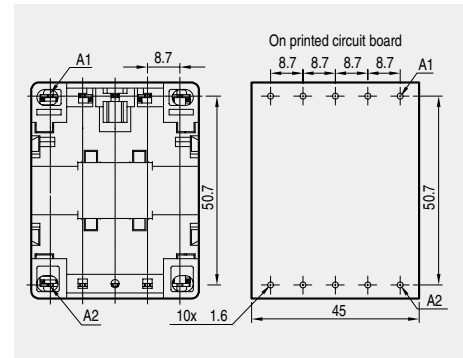 On printed circuit board
A1
8.7
8.7
8.7
8.7
8.7
A1
50.7
50.7
A2
10x 1.6
45
A2